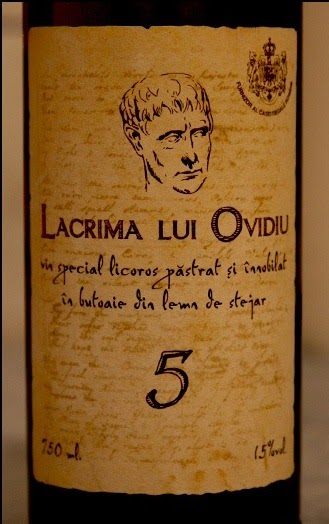 LACRIMA LUI OVIDIU
vin special licoros păstrat și înnobilat
în butoaie din lemn de stejar
5
750 ml.
15%vol.